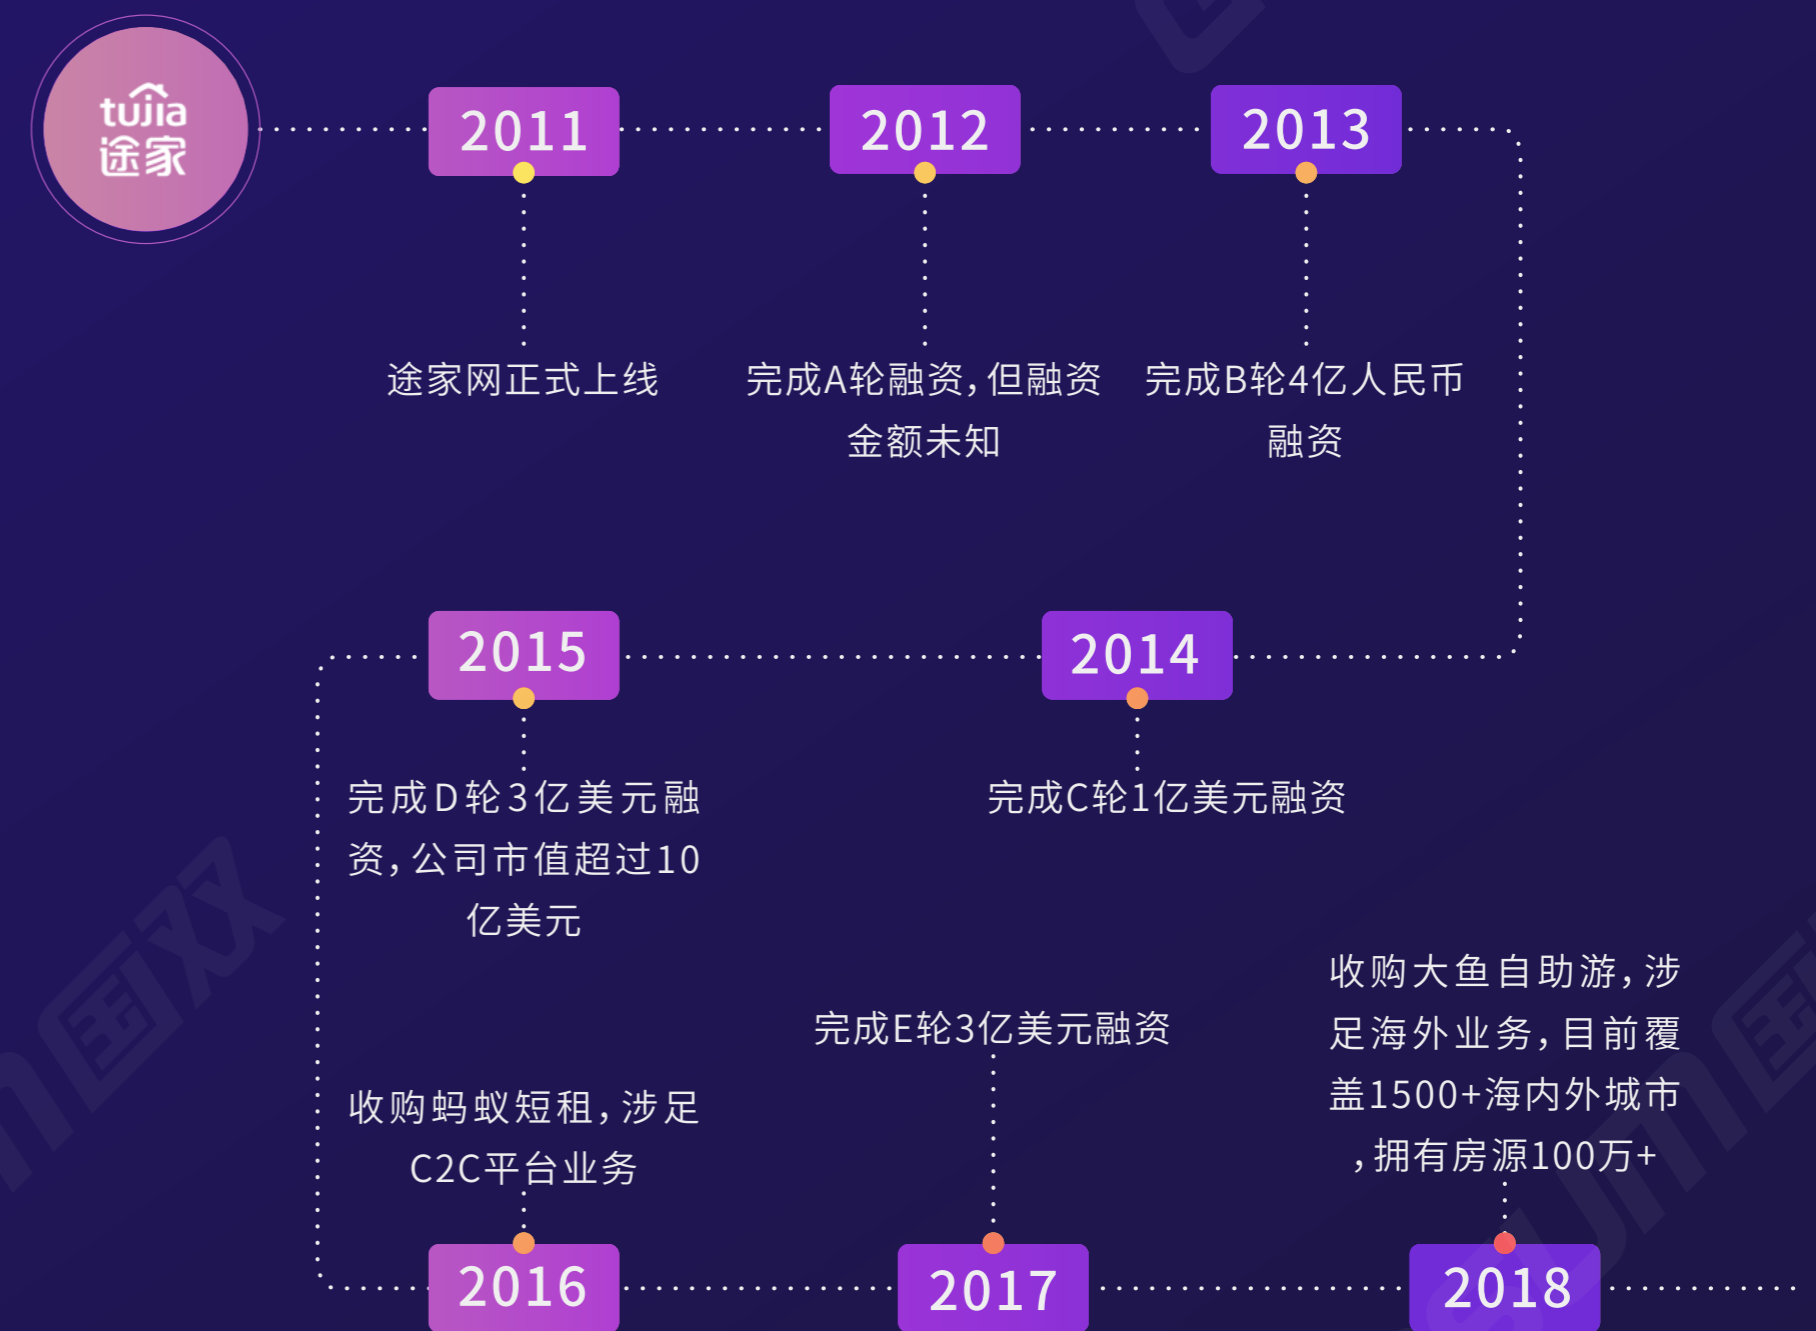 tujia
途家
2011
2012
2013
途家网正式上线
完成A轮融资，但融资
金额未知
完成B轮4亿人民币
融资
2015
2014
完成D轮3亿美元融
资，公司市值超过10
亿美元
完成C轮1亿美元融资
收购蚂蚁短租，涉足
C2C平台业务
完成E轮3亿美元融资
收购大鱼自助游，涉
足海外业务，目前覆
盖1500+海内外城市
，拥有房源100万+
2016
2017
2018
国双